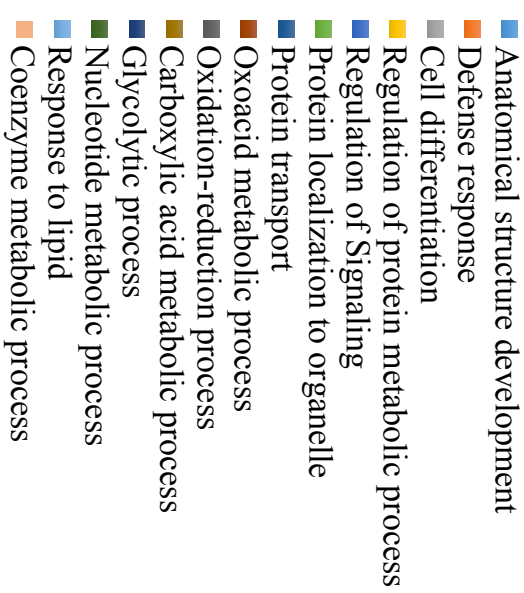 Anatomical structure development
Defense response
Cell differentiation
Regulation of protein metabolic process
Regulation of Signaling
Protein localization to organelle
Protein transport
Oxoacid metabolic process
Oxidation-reduction process
Carboxylic acid metabolic process
Glycolytic process
Nucleotide metabolic process
Response to lipid
Coenzyme metabolic process